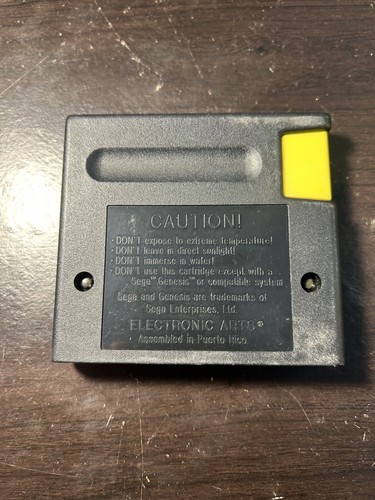 CAUTION!
• DON'T expose to extreme temperature!
• DON'T leave in direct sunlight!
• DON'T immerse in water!
• DON'T use this cartridge except with a
Sega™ Genesis™ or compatible system
Sega and Genesis are trademarks of
Sega Enterprises, Ltd.
ELECTRONIC ARTS®
• Assembled in Puerto Rico